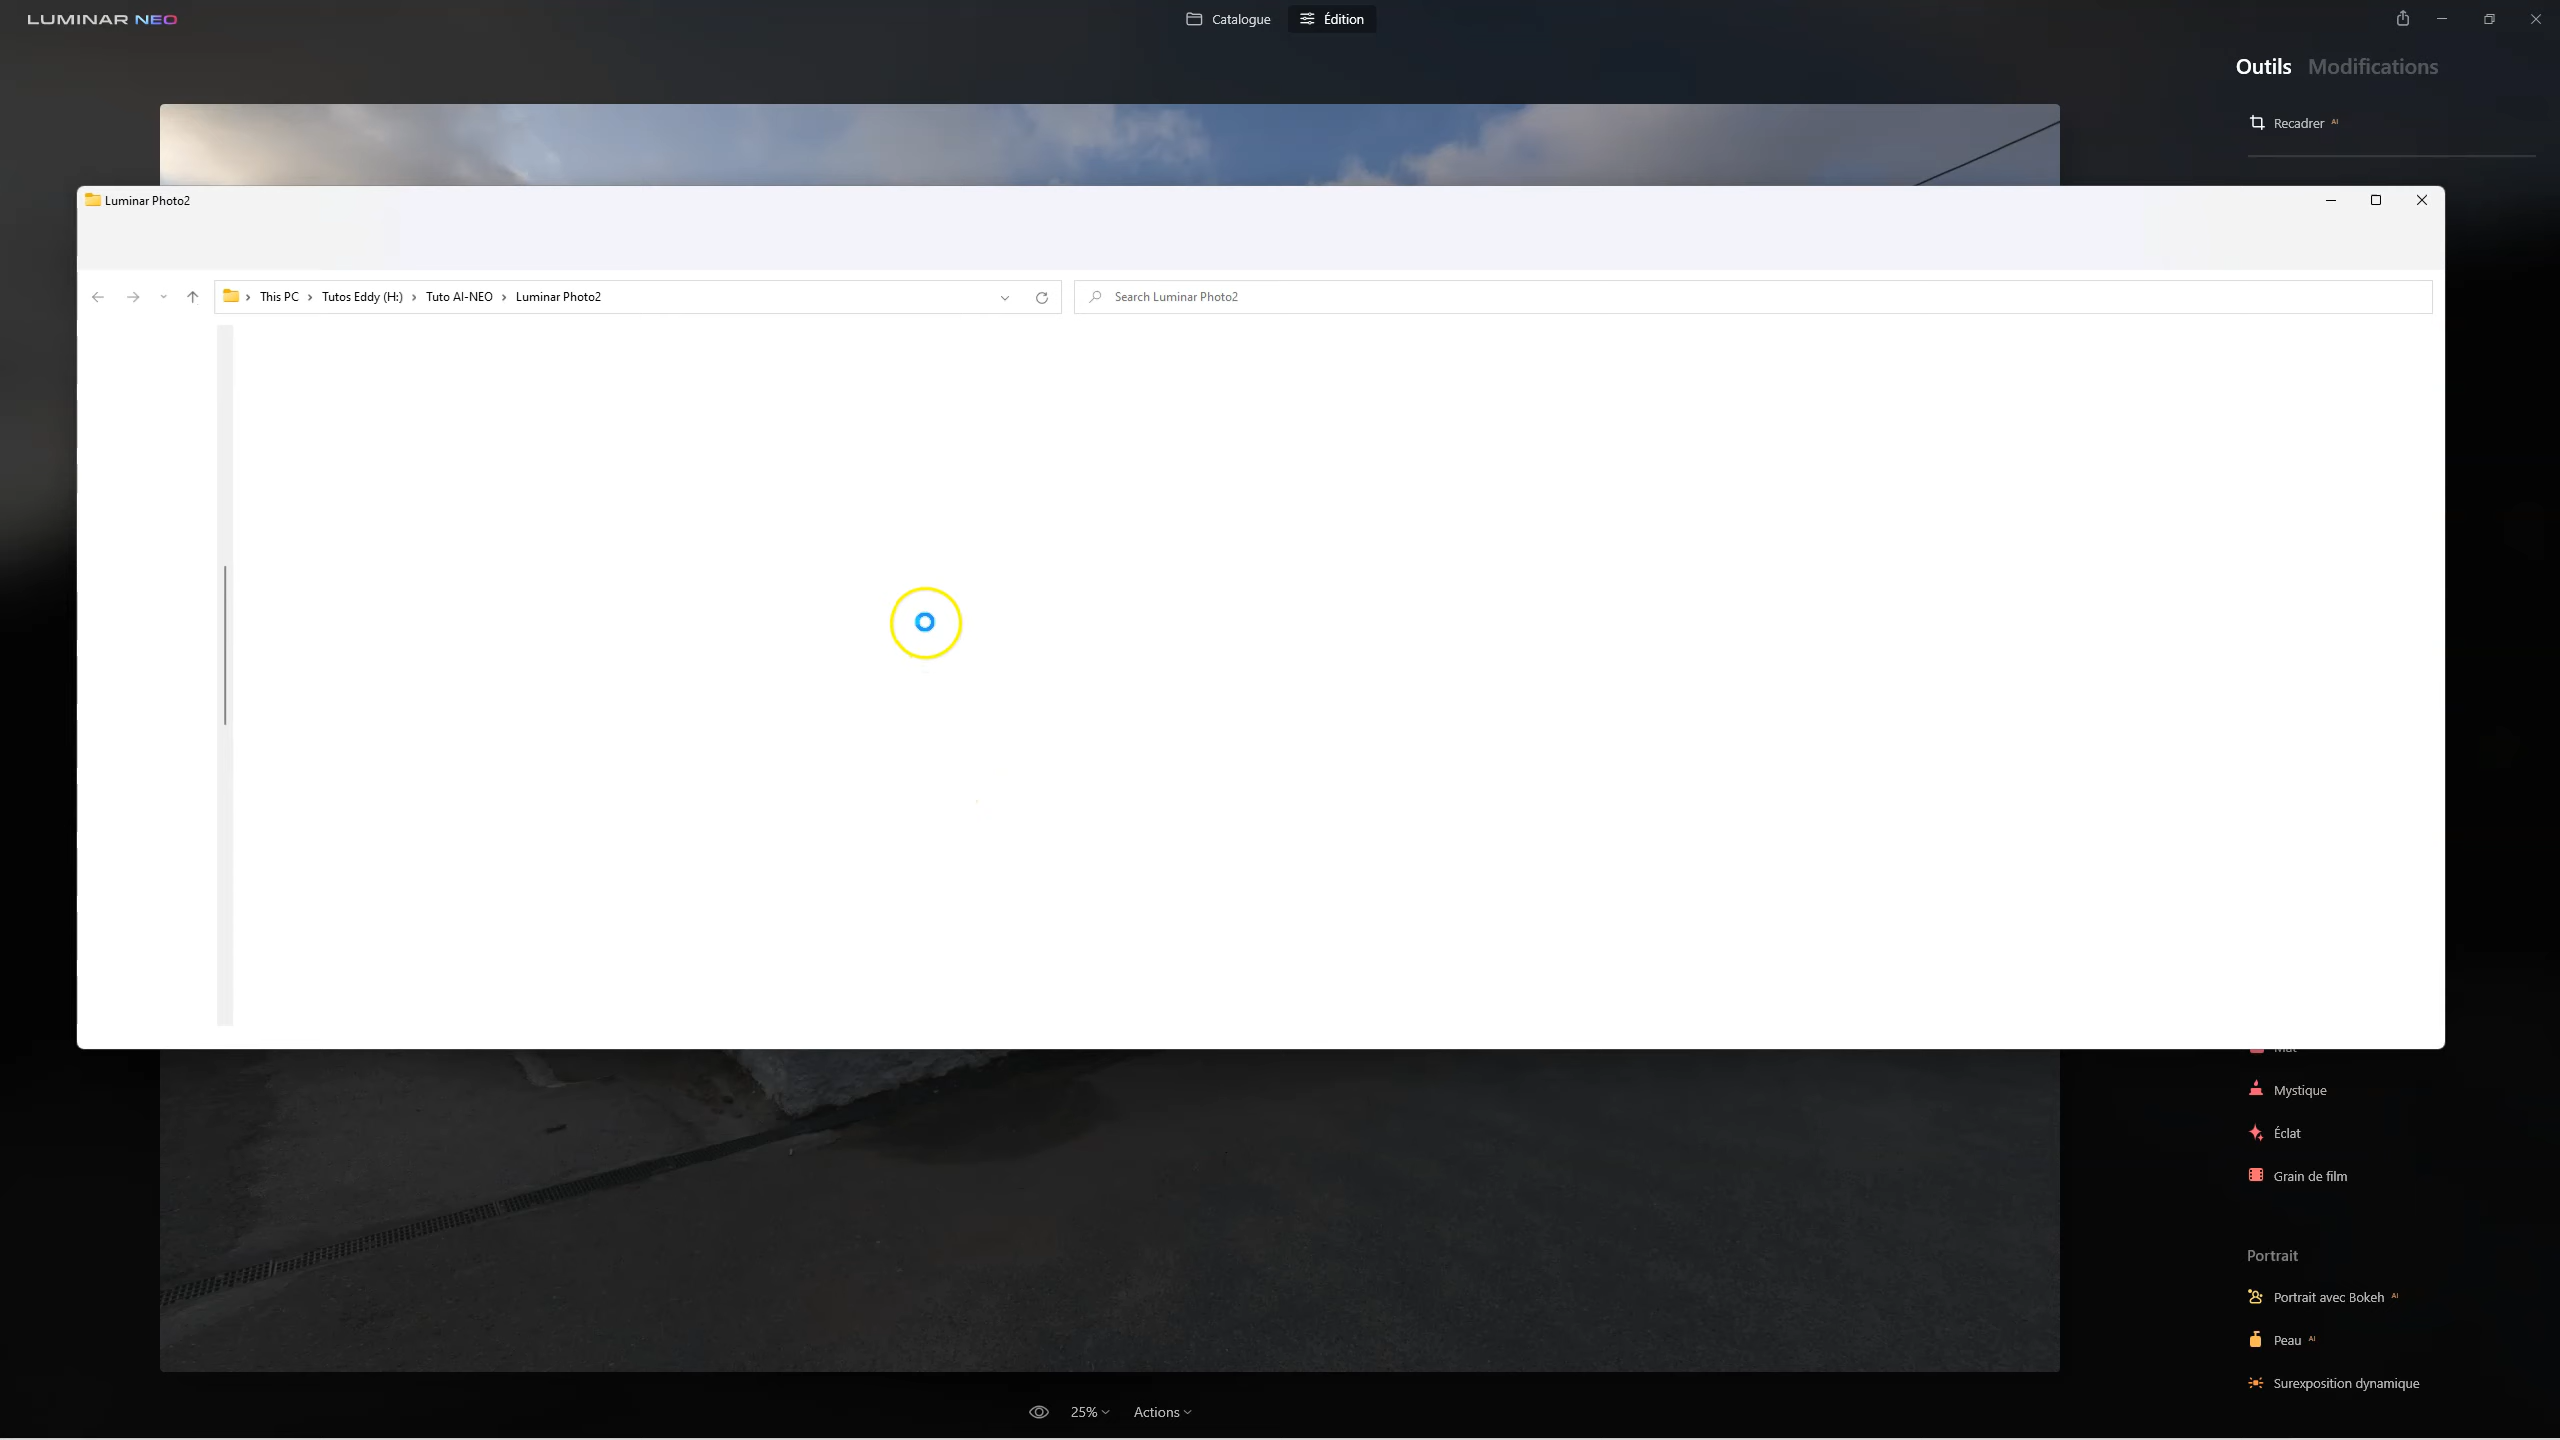 LUMINAR NEO
Catalogue
Édition
Outils Modifications
Recadrer AI
Luminar Photo2
This PC › Tutos Eddy (H:) › Tuto AI-NEO › Luminar Photo2
Search Luminar Photo2
Mat
Mystique
Éclat
Grain de film
Portrait
Portrait avec Bokeh AI
Peau AI
Surexposition dynamique
25%
Actions